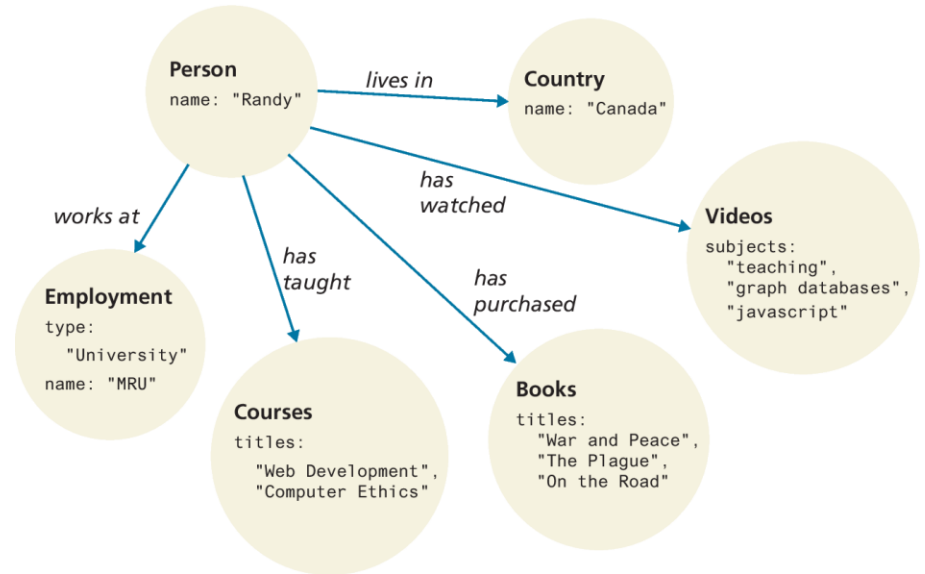 Person
name: "Randy"
lives in
Country
name: "Canada"
has
watched
Videos
subjects:
"teaching",
"graph databases",
"javascript"
works at
Employment
type:
"University"
name: "MRU"
has
taught
Courses
titles:
"Web Development",
"Computer Ethics"
has
purchased
Books
titles:
"War and Peace",
"The Plague",
"On the Road"